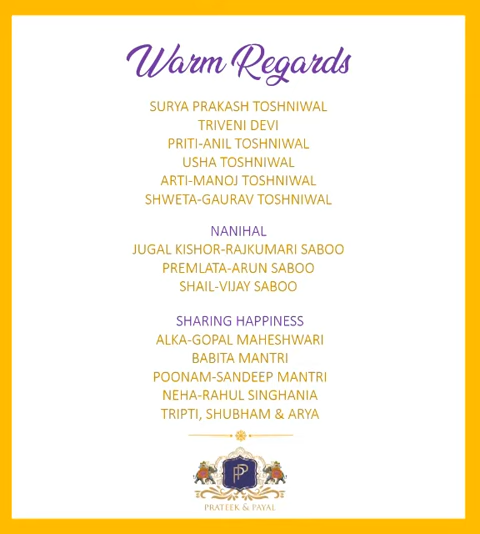 Warm Regards
SURYA PRAKASH TOSHNIWAL
TRIVENI DEVI
PRITI-ANIL TOSHNIWAL
USHA TOSHNIWAL
ARTI-MANOJ TOSHNIWAL
SHWETA-GAURAV TOSHNIWAL
NANIHAL
JUGAL KISHOR-RAJKUMARI SABOO
PREMLATA-ARUN SABOO
SHAIL-VIJAY SABOO
SHARING HAPPINESS
ALKA-GOPAL MAHESHWARI
BABITA MANTRI
POONAM-SANDEEP MANTRI
NEHA-RAHUL SINGHANIA
TRIPTI, SHUBHAM & ARYA
PP
PRATEEK & PAYAL